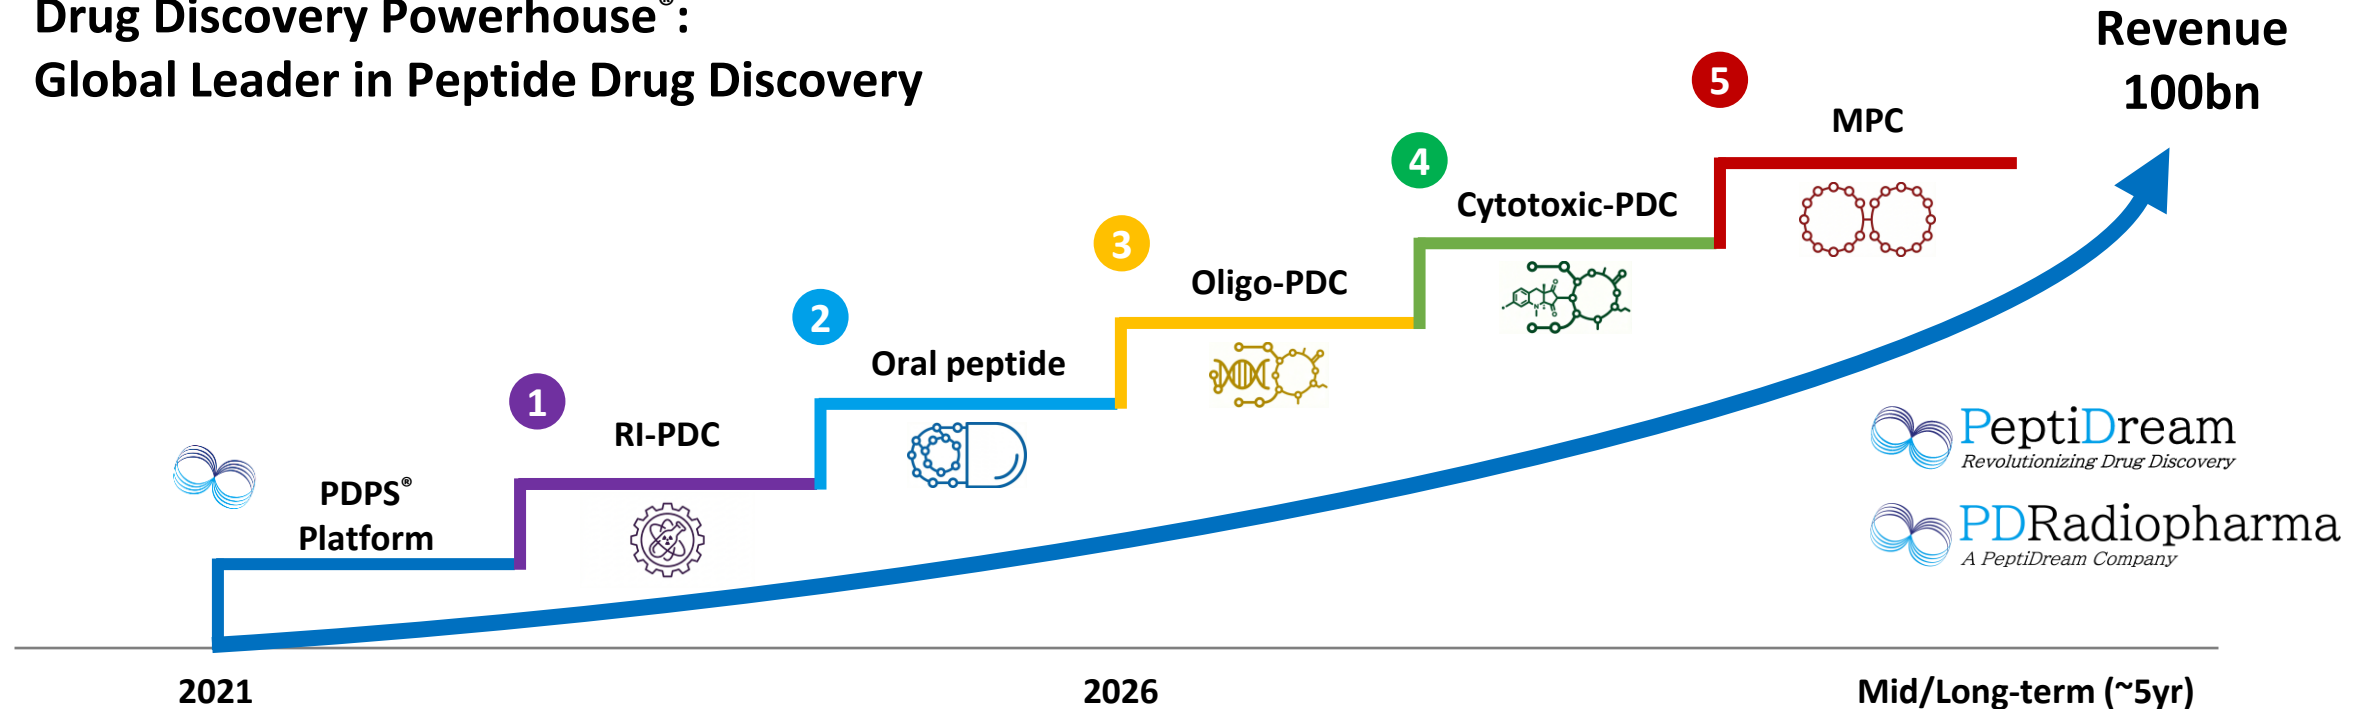 Drug Discovery Powerhouse®:
Global Leader in Peptide Drug Discovery
Revenue
100bn
5
MPC
4
Cytotoxic-PDC
3
Oligo-PDC
2
Oral peptide
1
RI-PDC
PDPS®
Platform
PeptiDream
Revolutionizing Drug Discovery
PDRadiopharma
A PeptiDream Company
2021
2026
Mid/Long-term (~5yr)